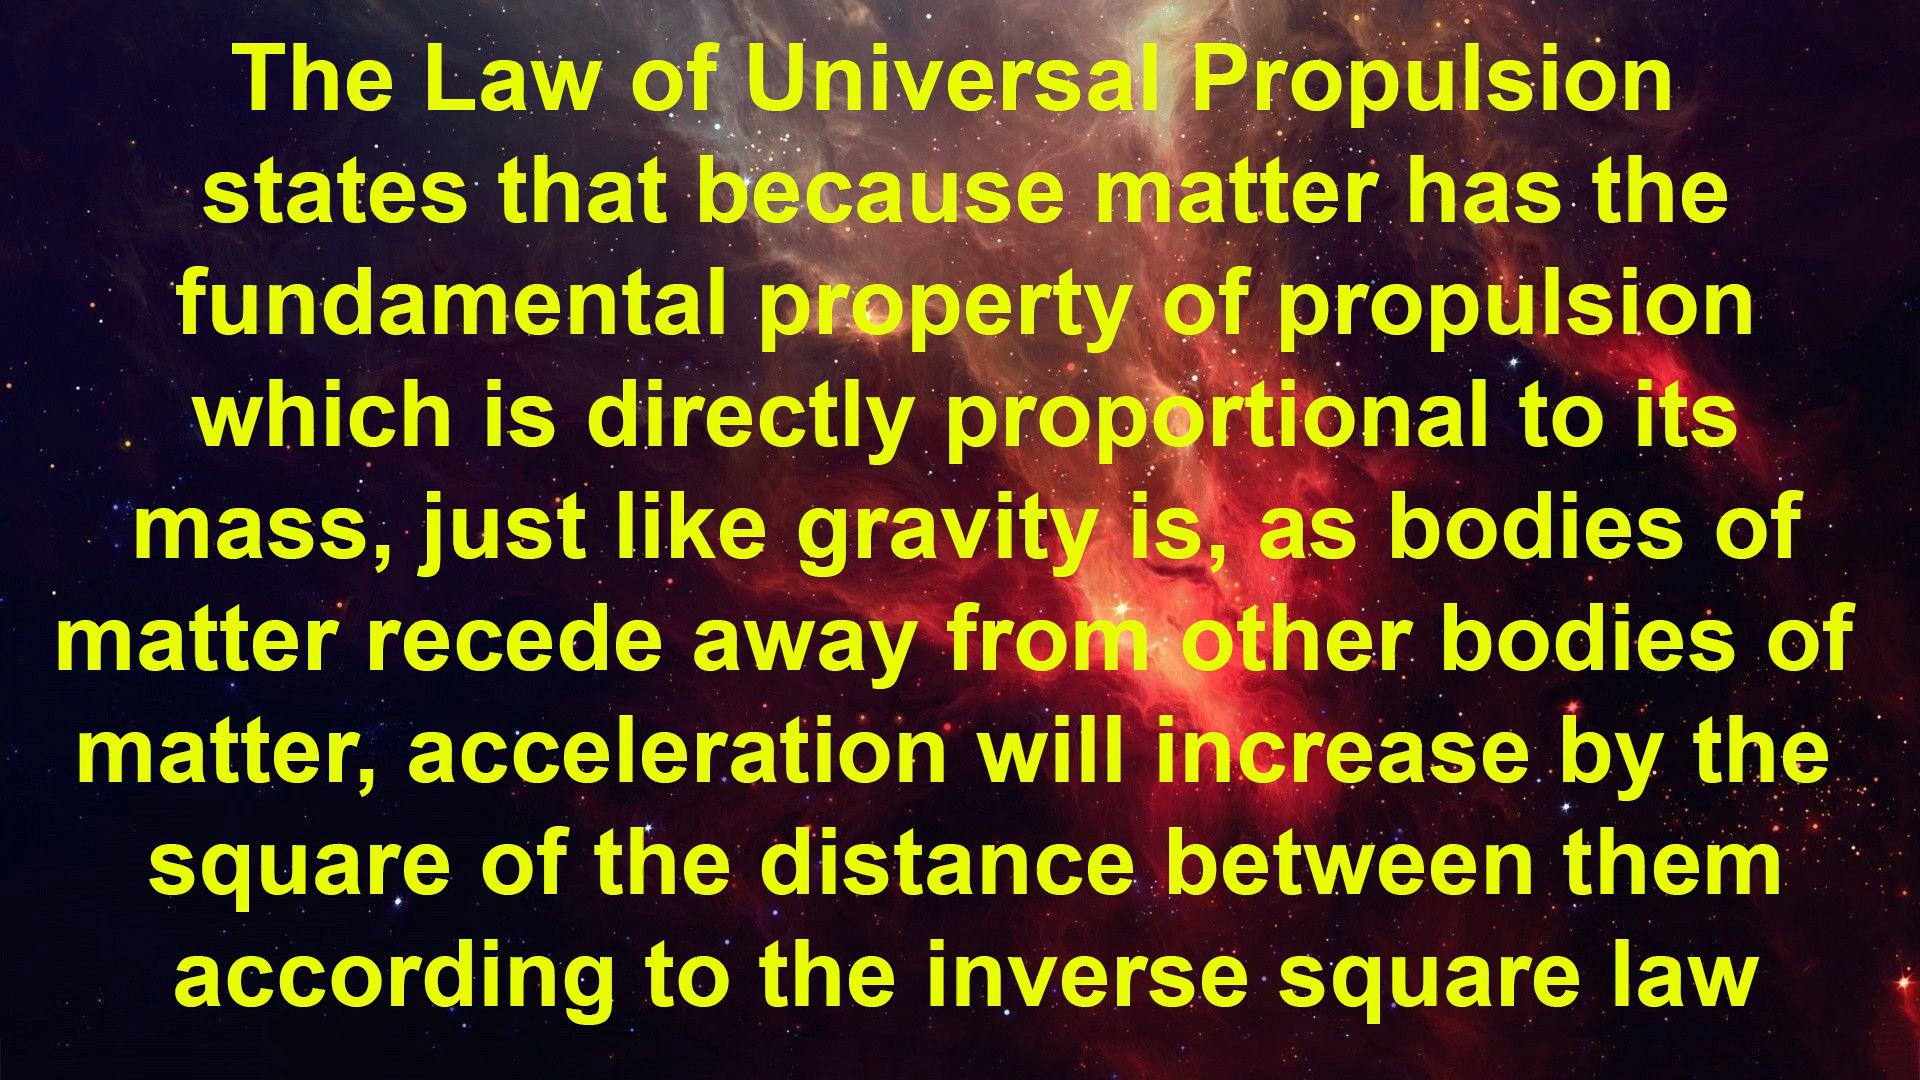 The Law of Universal Propulsion
states that because matter has the
fundamental property of propulsion
which is directly proportional to its
mass, just like gravity is, as bodies of
matter recede away from other bodies of
matter, acceleration will increase by the
square of the distance between them
according to the inverse square law